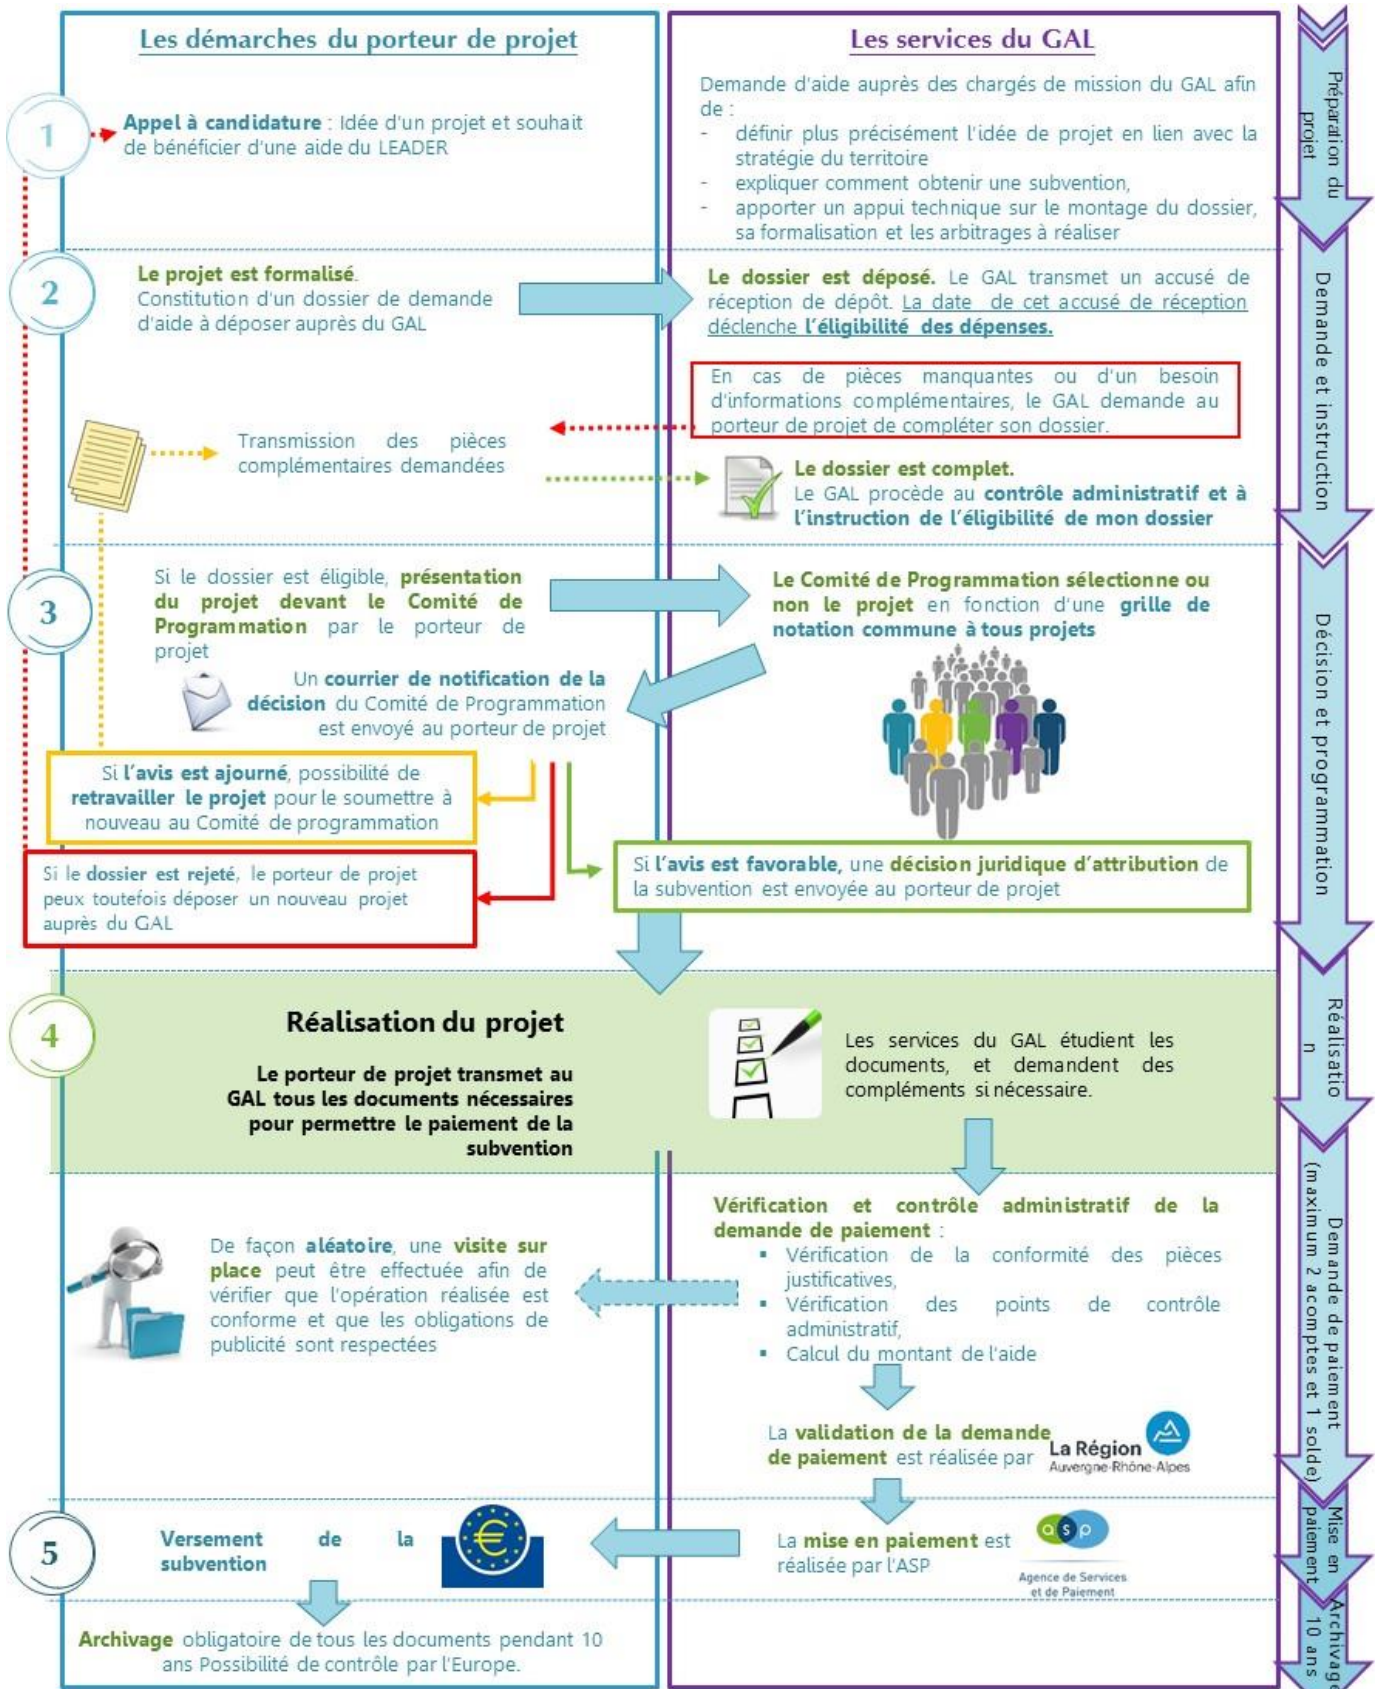 Les démarches du porteur de projet
Les services du GAL
1
Appel à candidature : Idée d'un projet et souhait
de bénéficier d'une aide du LEADER
Demande d'aide auprès des chargés de mission du GAL afin
de :
- définir plus précisément l'idée de projet en lien avec la
stratégie du territoire
- expliquer comment obtenir une subvention,
- apporter un appui technique sur le montage du dossier,
sa formalisation et les arbitrages à réaliser
Préparation du
projet
2
Le projet est formalisé.
Constitution d'un dossier de demande
d'aide à déposer auprès du GAL
Le dossier est déposé. Le GAL transmet un accusé de
réception de dépôt. La date de cet accusé de réception
déclenche l'éligibilité des dépenses.
En cas de pièces manquantes ou d'un besoin
d'informations complémentaires, le GAL demande au
porteur de projet de compléter son dossier.
Transmission des pièces
complémentaires demandées
Le dossier est complet.
Le GAL procède au contrôle administratif et à
l'instruction de l'éligibilité de mon dossier
Demande et instruction
3
Si le dossier est éligible, présentation
du projet devant le Comité de
Programmation par le porteur de
projet
Le Comité de Programmation sélectionne ou
non le projet en fonction d'une grille de
notation commune à tous projets
Un courrier de notification de la
décision du Comité de Programmation
est envoyé au porteur de projet
Si l'avis est ajourné, possibilité de
retravailler le projet pour le soumettre à
nouveau au Comité de programmation
Si le dossier est rejeté, le porteur de projet
peux toutefois déposer un nouveau projet
auprès du GAL
Si l'avis est favorable, une décision juridique d'attribution de
la subvention est envoyée au porteur de projet
Décision et programmation
4
Réalisation du projet
Le porteur de projet transmet au
GAL tous les documents nécessaires
pour permettre le paiement de la
subvention
Les services du GAL étudient les
documents, et demandent des
compléments si nécessaire.
Réalisatio
n
Vérification et contrôle administratif de la
demande de paiement :
▪ Vérification de la conformité des pièces
justificatives,
▪ Vérification des points de contrôle
administratif,
▪ Calcul du montant de l'aide
De façon aléatoire, une visite sur
place peut être effectuée afin de
vérifier que l'opération réalisée est
conforme et que les obligations de
publicité sont respectées
La validation de la demande
de paiement est réalisée par
La Région
Auvergne-Rhône-Alpes
Demande de paiement
(maximum 2 acomptes et 1 solde)
5
Versement de la
subvention
€
La mise en paiement est
réalisée par l'ASP
asp
Agence de Services
et de Paiement
Mise en
paiement
Archivage obligatoire de tous les documents pendant 10
ans Possibilité de contrôle par l'Europe.
Archivage
10 ans